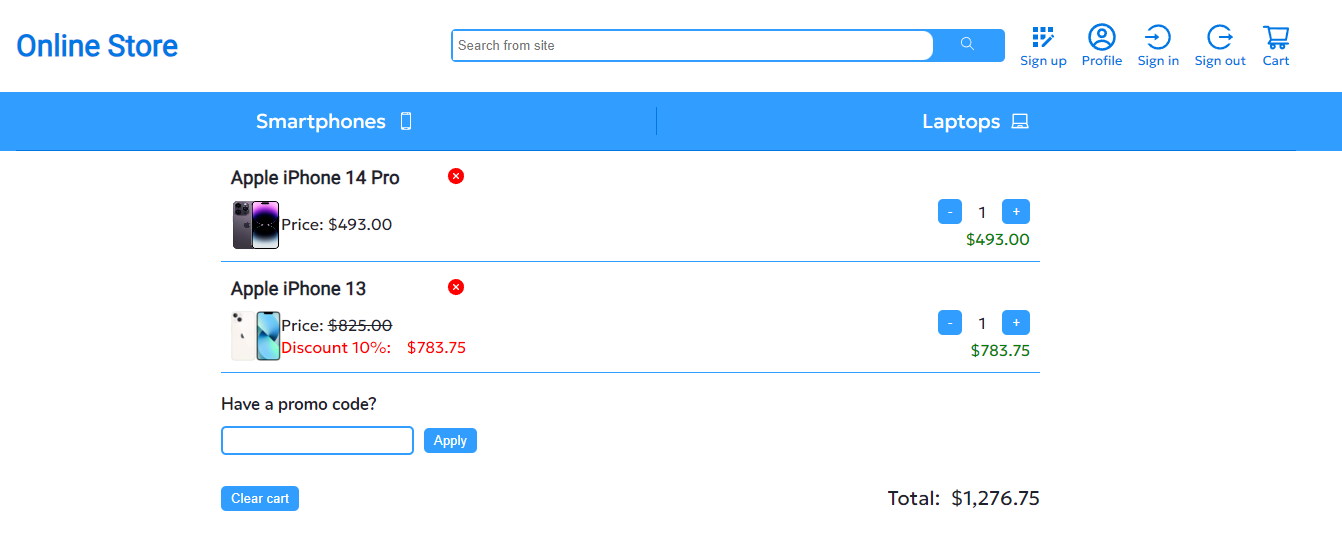 Online Store
Search from site
Sign up
Profile
Sign in
Sign out
Cart
Smartphones
Laptops
Apple iPhone 14 Pro
Price: $493.00
- 1 +
$493.00
Apple iPhone 13
Price: $825.00
Discount 10%: $783.75
- 1 +
$783.75
Have a promo code?
Apply
Clear cart
Total: $1,276.75